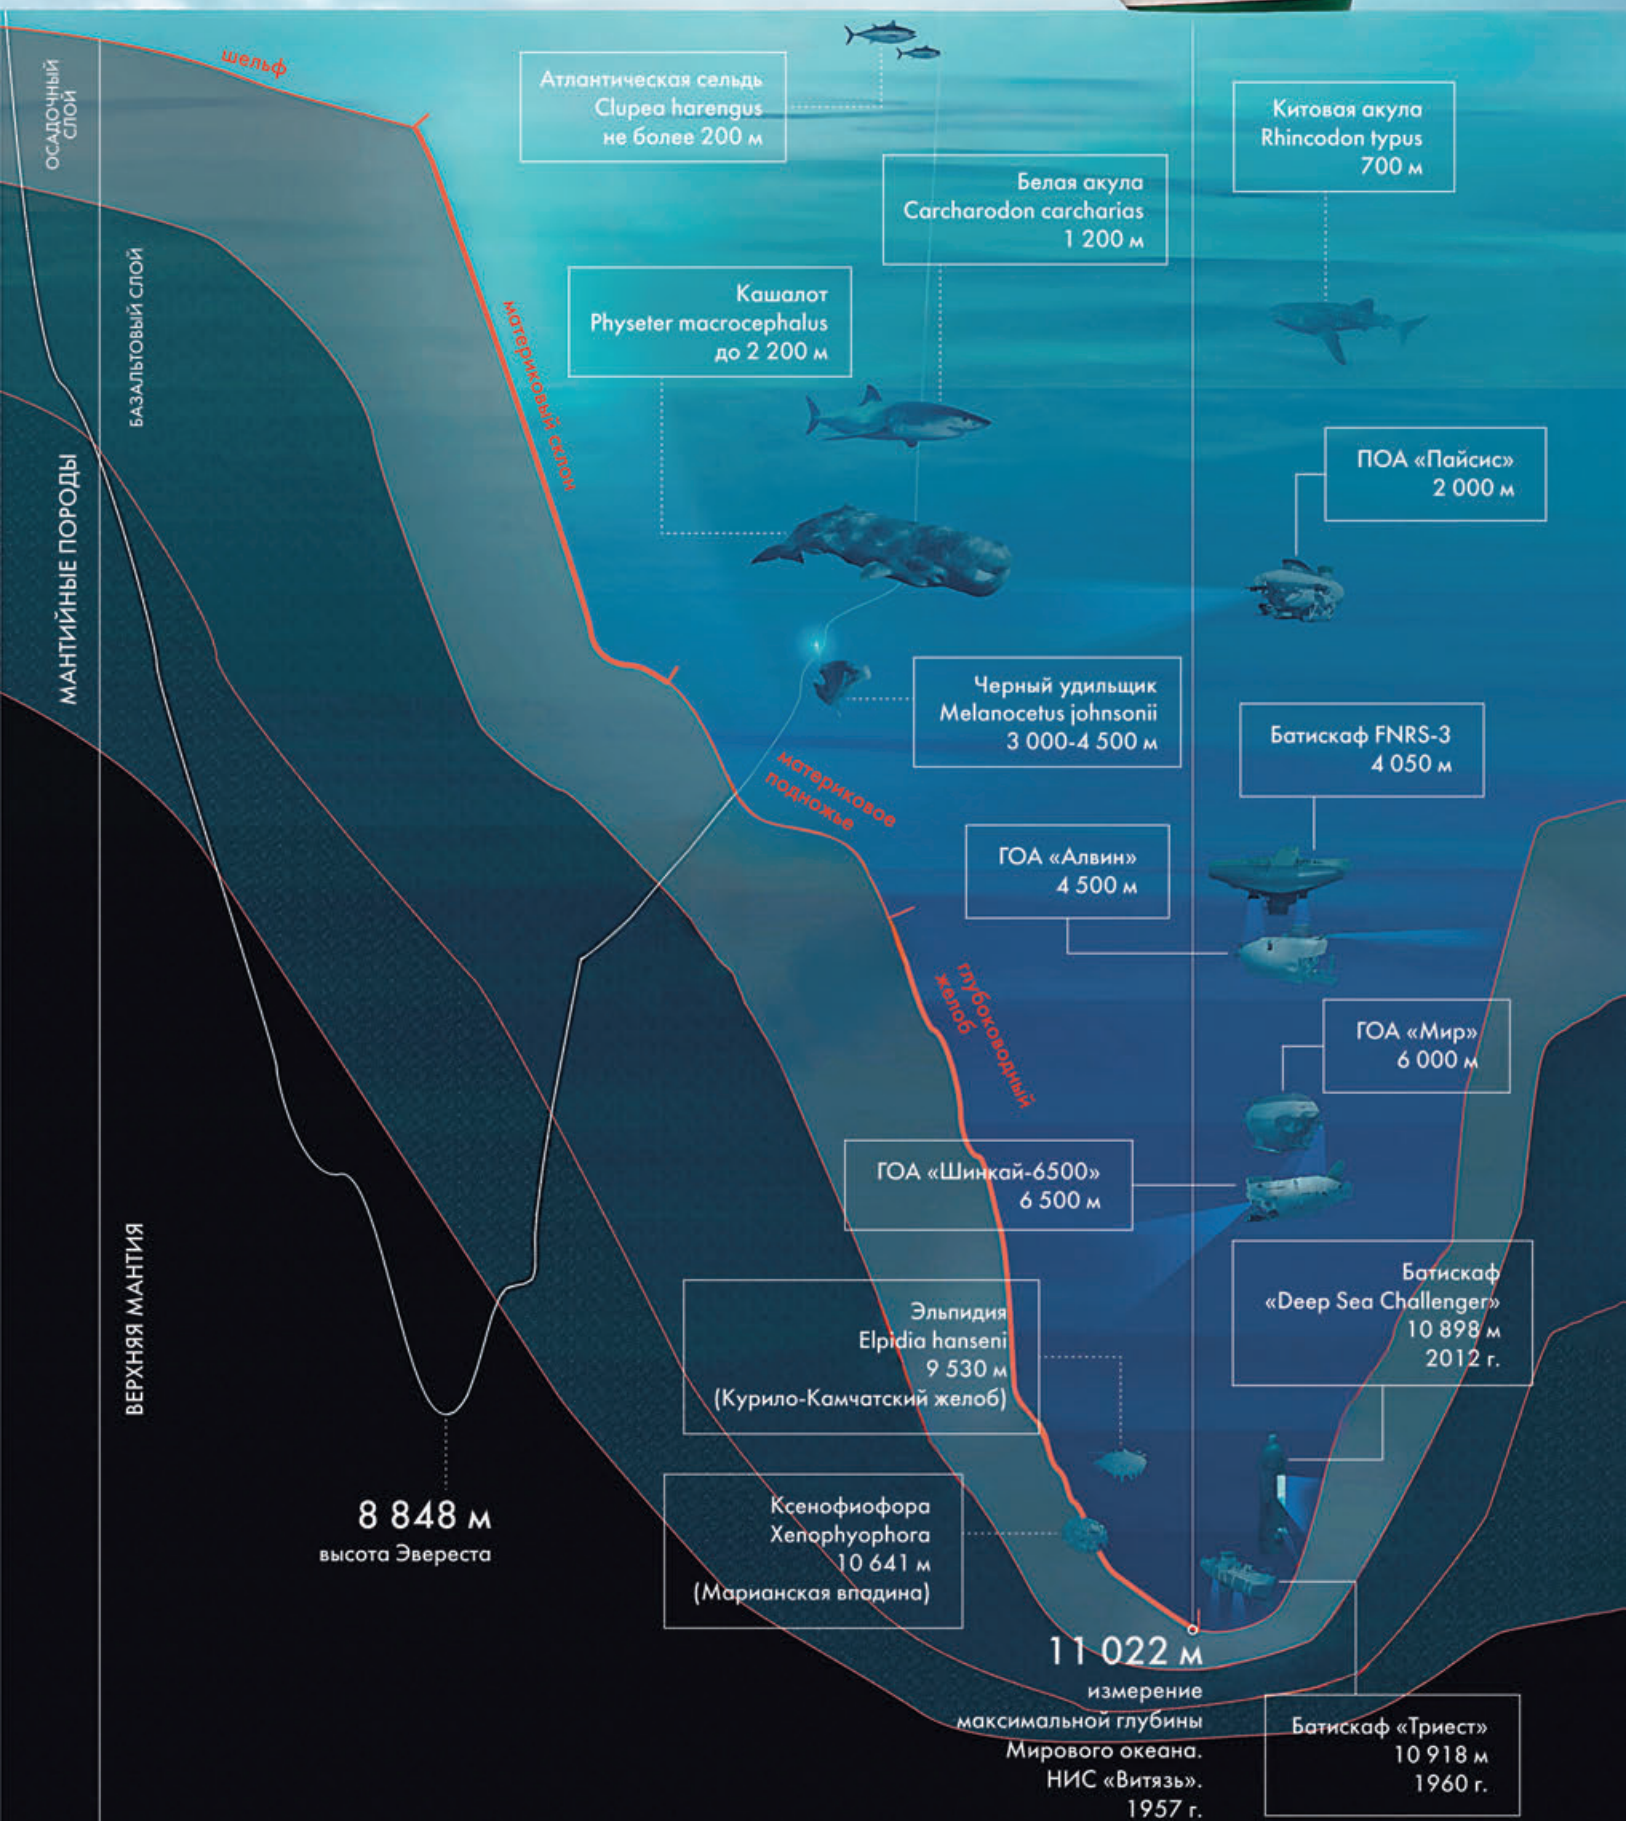 шельф
ОСАДОЧНЫЙ
СЛОЙ
Атлантическая сельдь
Clupea harengus
не более 200 м
Китовая акула
Rhincodon typus
700 м
Белая акула
Carcharodon carcharias
1 200 м
БАЗАЛЬТОВЫЙ СЛОЙ
Кашалот
Physeter macrocephalus
до 2 200 м
материковый склон
МАНТИЙНЫЕ ПОРОДЫ
ПОА «Пайсис»
2 000 м
Черный удильщик
Melanocetus johnsonii
3 000-4 500 м
Батискаф FNRS-3
4 050 м
материковое
подножье
ГОА «Алвин»
4 500 м
глубоководный
желоб
ГОА «Мир»
6 000 м
ГОА «Шинкай-6500»
6 500 м
ВЕРХНЯЯ МАНТИЯ
Батискаф
«Deep Sea Challenger»
10 898 м
2012 г.
Эльпидия
Elpidia hanseni
9 530 м
(Курило-Камчатский желоб)
8 848 м
высота Эвереста
Ксенофиофора
Xenophyophora
10 641 м
(Марианская впадина)
11 022 м
измерение
максимальной глубины
Мирового океана.
НИС «Витязь».
1957 г.
Батискаф «Триест»
10 918 м
1960 г.